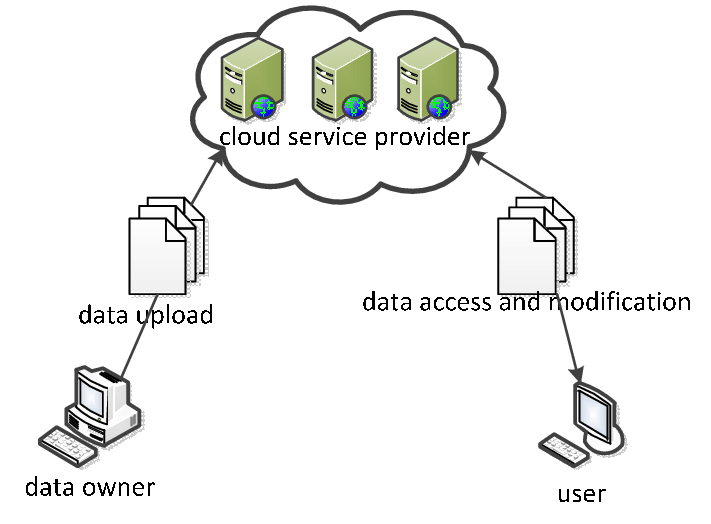 cloud service provider
data upload
data access and modification
data owner
user